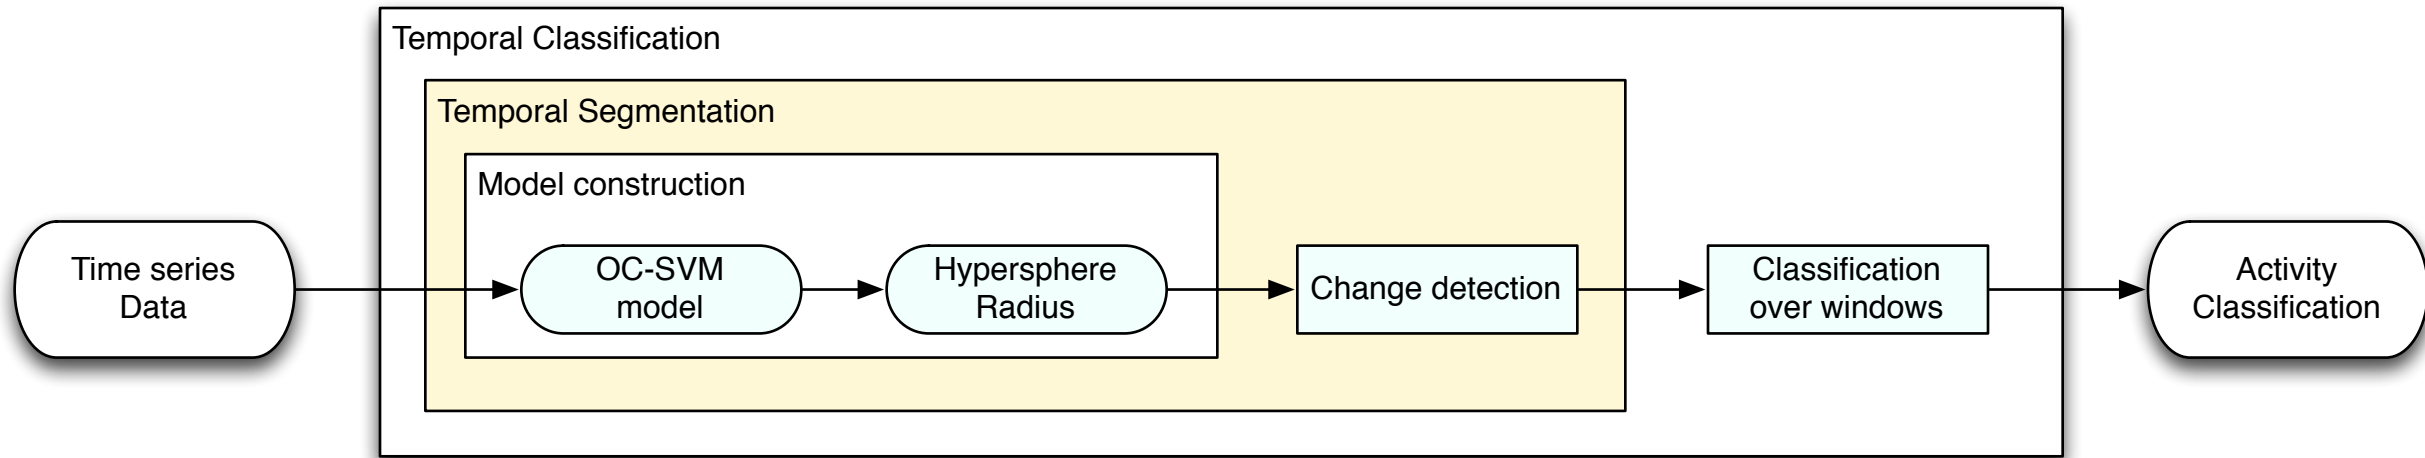 Temporal Classification
Temporal Segmentation
Model construction
Time series
Data
OC-SVM
model
Hypersphere
Radius
Change detection
Classification
over windows
Activity
Classification